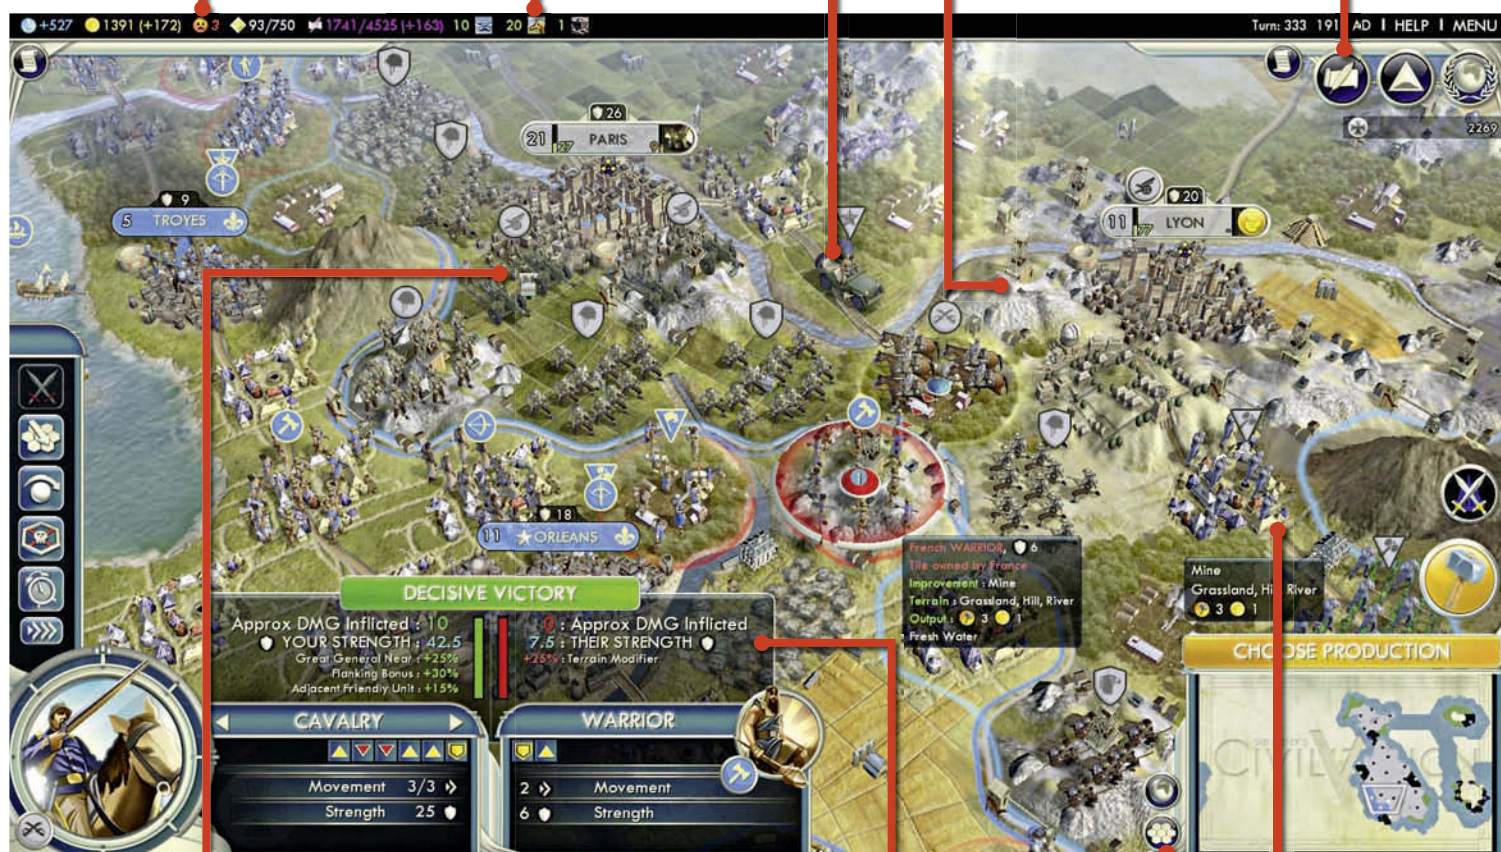 +527 1391 (+172) 3 93/750 1741/4525 (+163) 10 20 1 Turn: 333 191 AD HELP MENU
2269
26
21 27 PARIS 9
9
5 TROYES
20
11 77 LYON
18
11 ORLEANS
1
French WARRIOR, 6
Tile owned by France
Improvement : Mine
Terrain : Grassland, Hill, River
Output : 3 1
Fresh Water
Mine
Grassland, Hill, River
3 1
DECISIVE VICTORY
Approx DMG Inflicted : 10 0 : Approx DMG Inflicted
YOUR STRENGTH : 42.5 7.5 : THEIR STRENGTH
Great General Near : +25% +25% : Terrain Modifier
Flanking Bonus : +30%
Adjacent Friendly Unit : +15%
CHOOSE PRODUCTION
CAVALRY WARRIOR
Movement 3/3 2 Movement
Strength 25 6 Strength